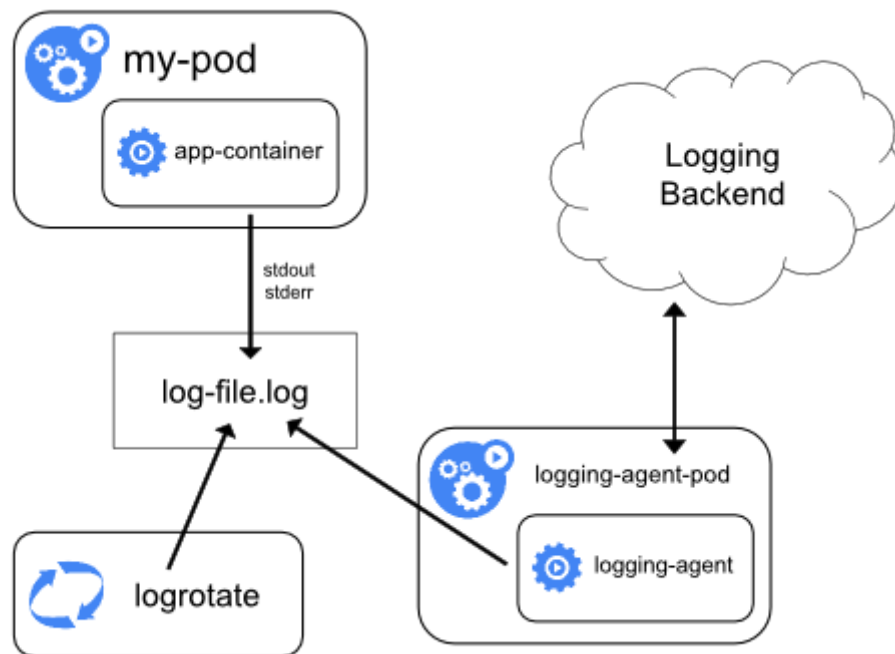 my-pod
app-container
Logging
Backend
stdout
stderr
log-file.log
logging-agent-pod
logging-agent
logrotate